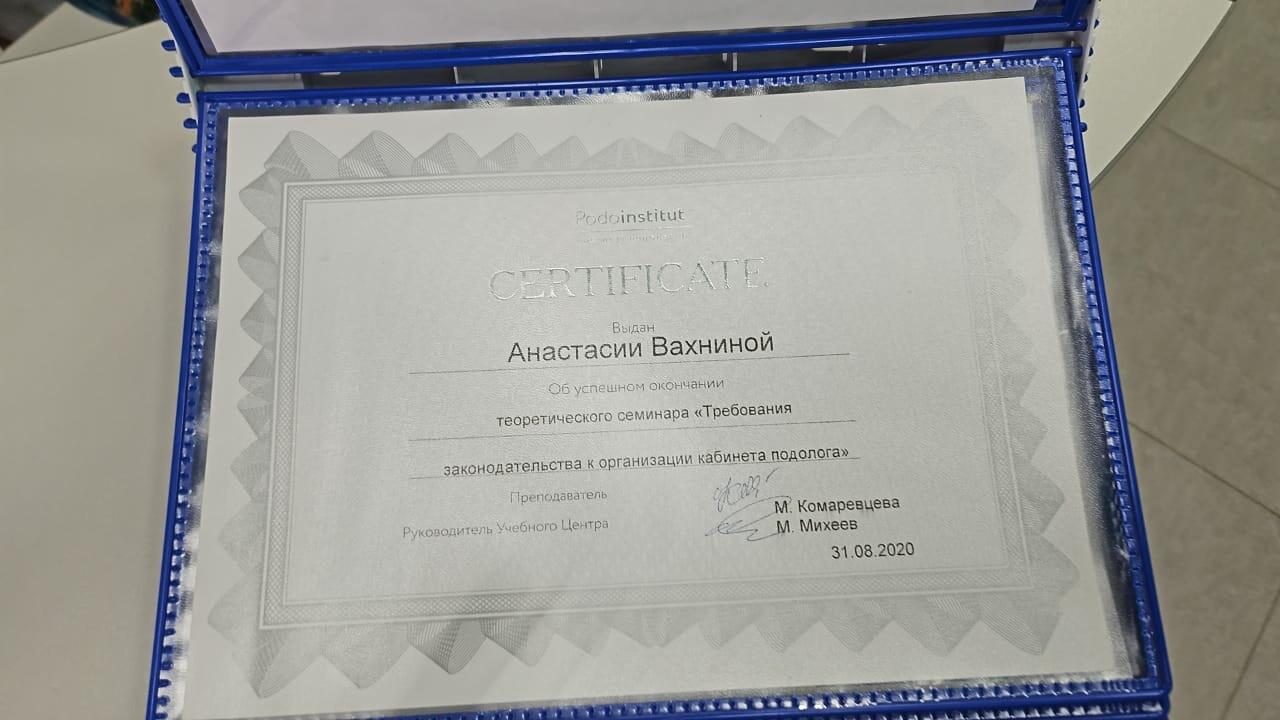 Podoinstitut
CERTIFICATE
Выдан
Анастасии Вахниной
Об успешном окончании
теоретического семинара «Требования
законодательства к организации кабинета подолога»
Преподаватель
М. Комаревцева
Руководитель Учебного Центра
М. Михеев
31.08.2020